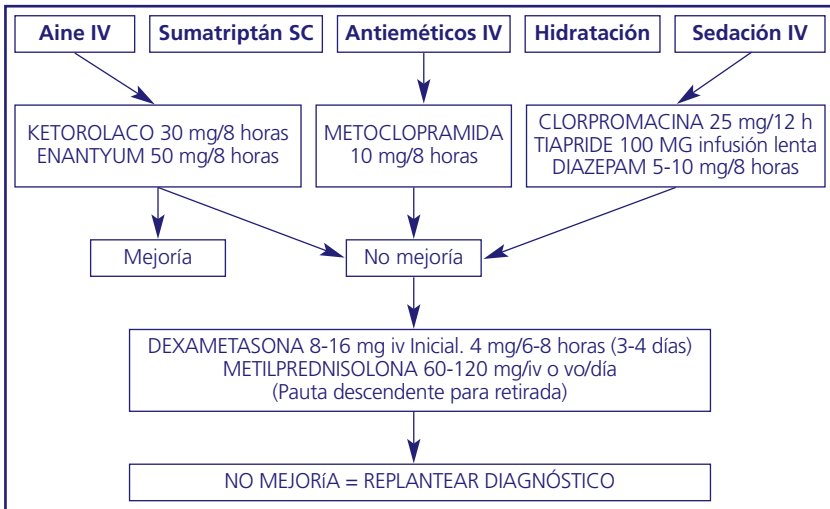 Aine IV
Sumatriptán SC
Antieméticos IV
Hidratación
Sedación IV
KETOROLACO 30 mg/8 horas
ENANTYUM 50 mg/8 horas
METOCLOPRAMIDA
10 mg/8 horas
CLORPROMACINA 25 mg/12 h
TIAPRIDE 100 MG infusión lenta
DIAZEPAM 5-10 mg/8 horas
Mejoría
No mejoría
DEXAMETASONA 8-16 mg iv Inicial. 4 mg/6-8 horas (3-4 días)
METILPREDNISOLONA 60-120 mg/iv o vo/día
(Pauta descendente para retirada)
NO MEJORíA = REPLANTEAR DIAGNÓSTICO